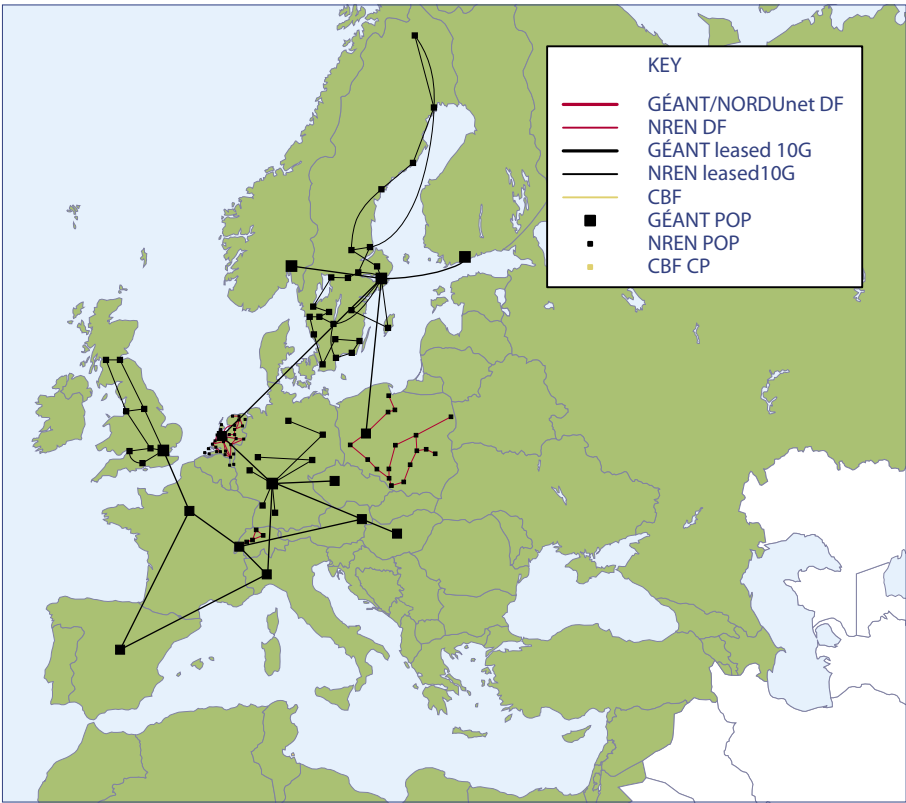 KEY
GÉANT/NORDUnet DF
NREN DF
GÉANT leased 10G
NREN leased10G
CBF
GÉANT POP
NREN POP
CBF CP